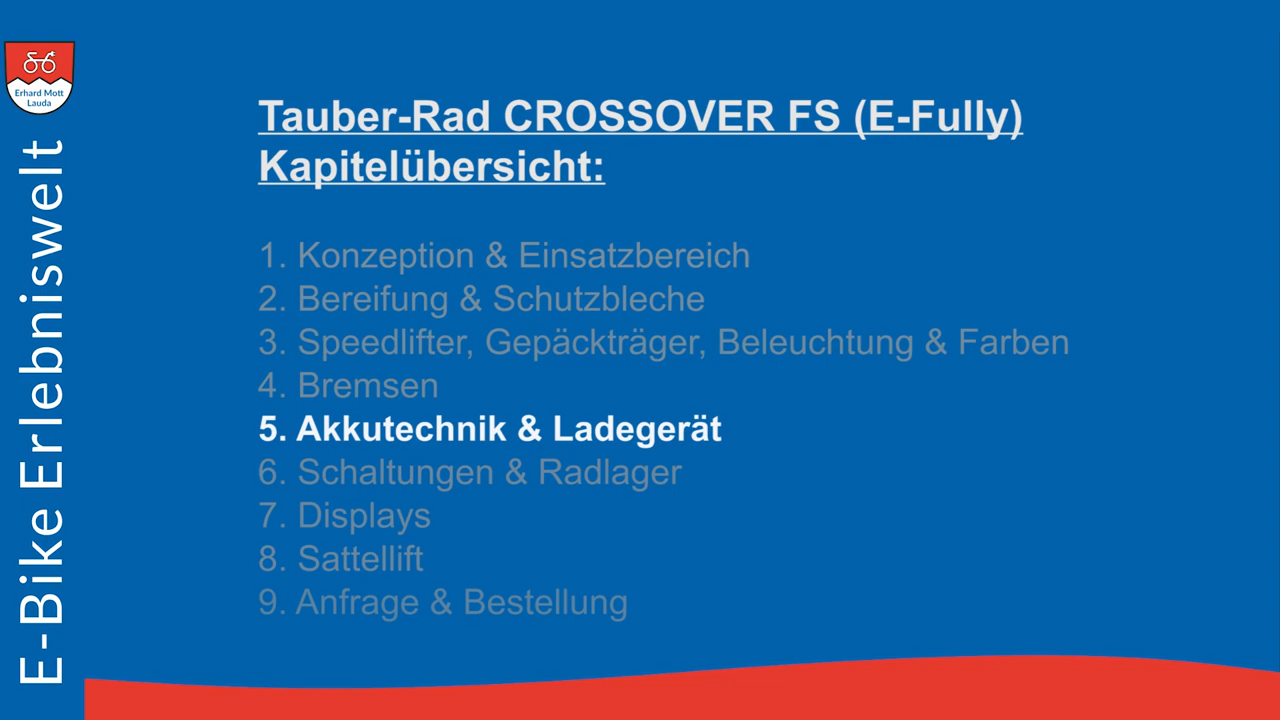 Erhard Mott
Lauda
E-Bike Erlebniswelt
Tauber-Rad CROSSOVER FS (E-Fully)
Kapitelübersicht:
1. Konzeption & Einsatzbereich
2. Bereifung & Schutzbleche
3. Speedlifter, Gepäckträger, Beleuchtung & Farben
4. Bremsen
5. Akkutechnik & Ladegerät
6. Schaltungen & Radlager
7. Displays
8. Sattellift
9. Anfrage & Bestellung